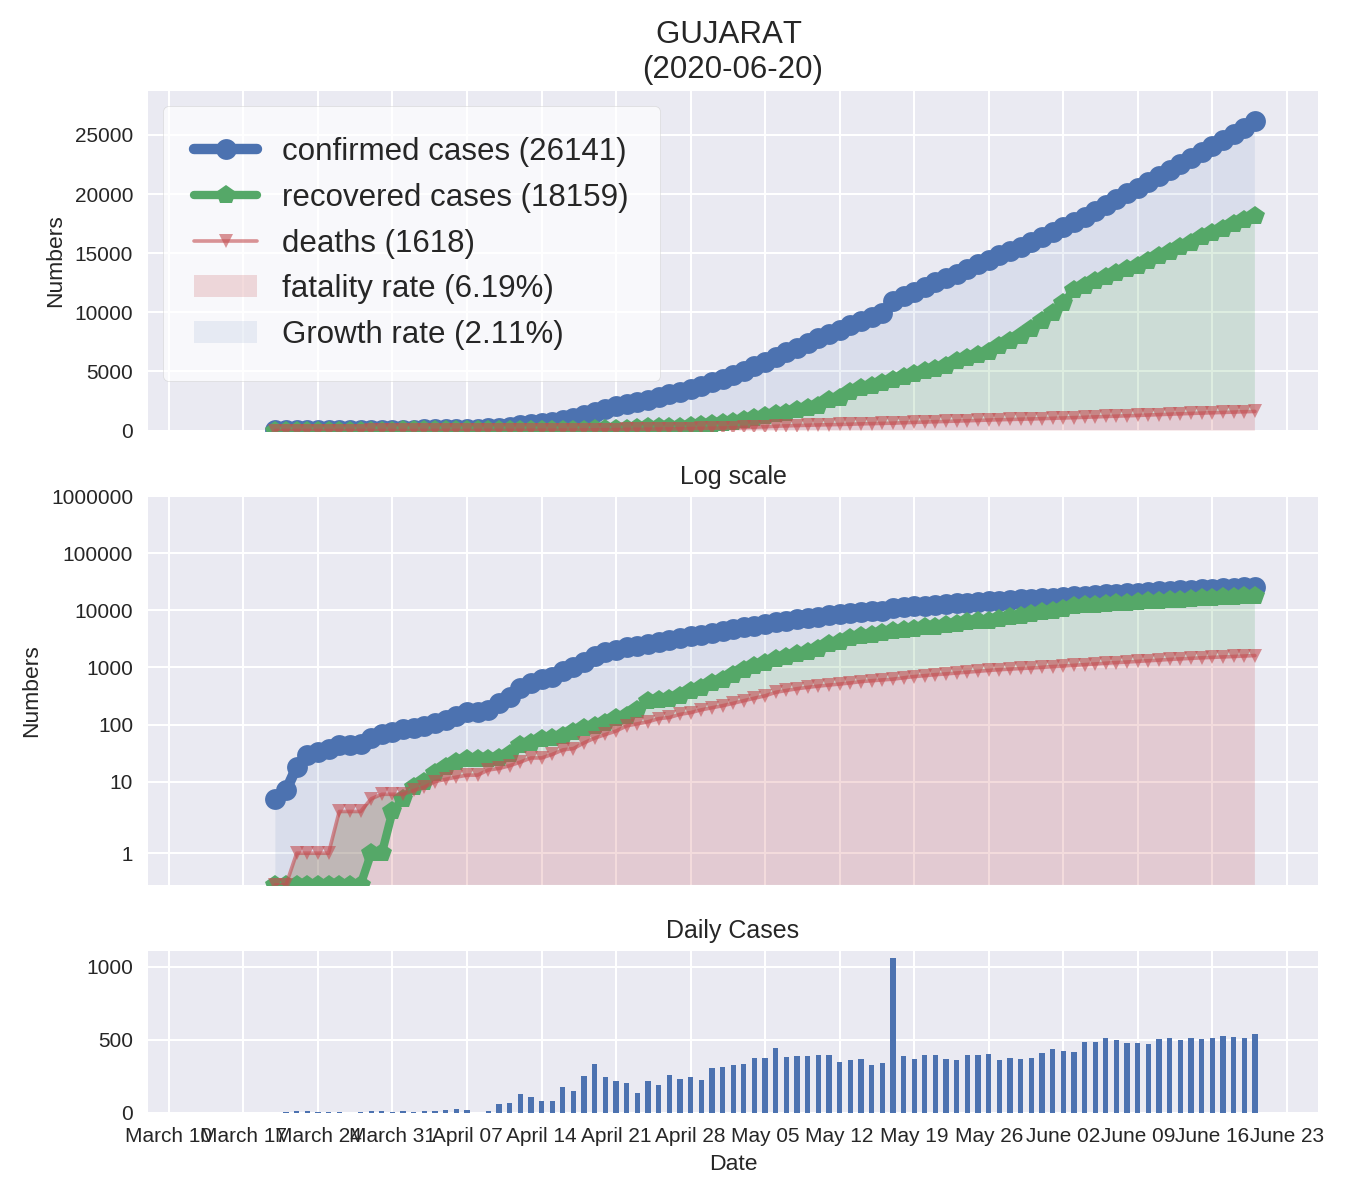 GUJARAT
(2020-06-20)
25000
20000
15000
10000
5000
0
Numbers
confirmed cases (26141)
recovered cases (18159)
deaths (1618)
fatality rate (6.19%)
Growth rate (2.11%)
Log scale
1000000
100000
10000
1000
100
10
1
Numbers
Daily Cases
1000
500
0
March 10 March 17 March 24 March 31 April 07 April 14 April 21 April 28 May 05 May 12 May 19 May 26 June 02 June 09 June 16 June 23
Date